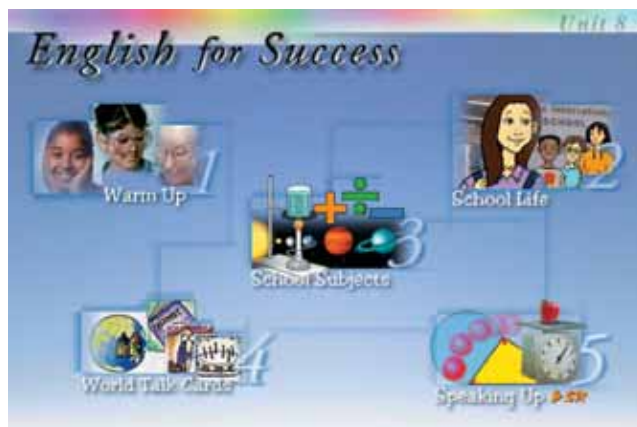 Unit 8
English for Success
1
Warm Up
SCHOOL
2
School Life
3
School Subjects
4
World Talk Cards
5
Speaking Up